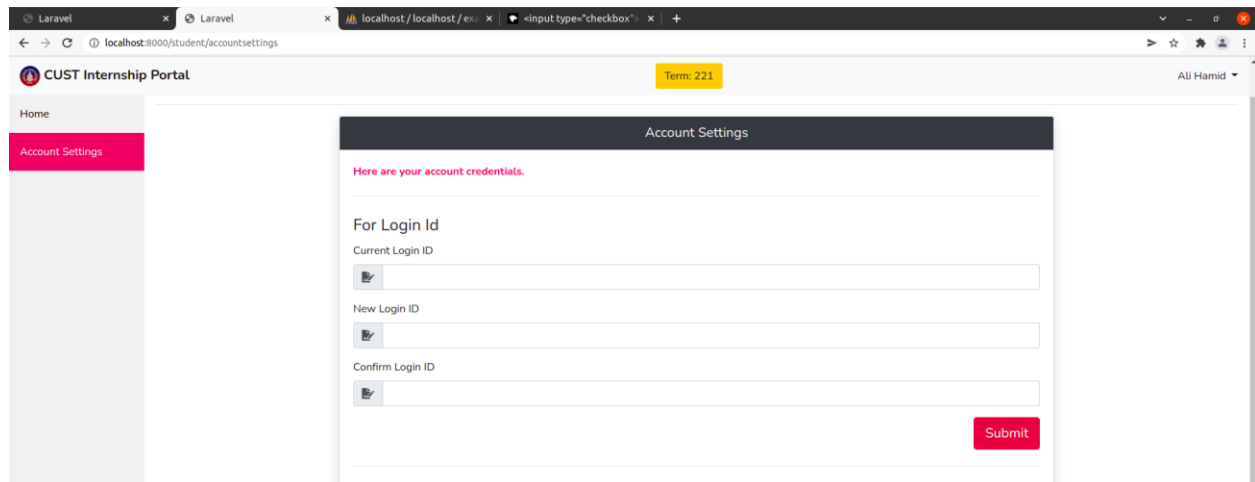 Laravel
Laravel
localhost / localhost / exa
<input type="checkbox">
localhost:8000/student/accountsettings
CUST Internship Portal
Term: 221
Ali Hamid
Home
Account Settings
Account Settings
Here are your account credentials.
For Login Id
Current Login ID
New Login ID
Confirm Login ID
Submit